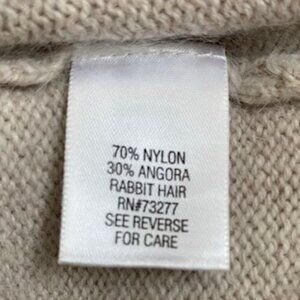 70% NYLON
30% ANGORA
RABBIT HAIR
RN#73277
SEE REVERSE
FOR CARE